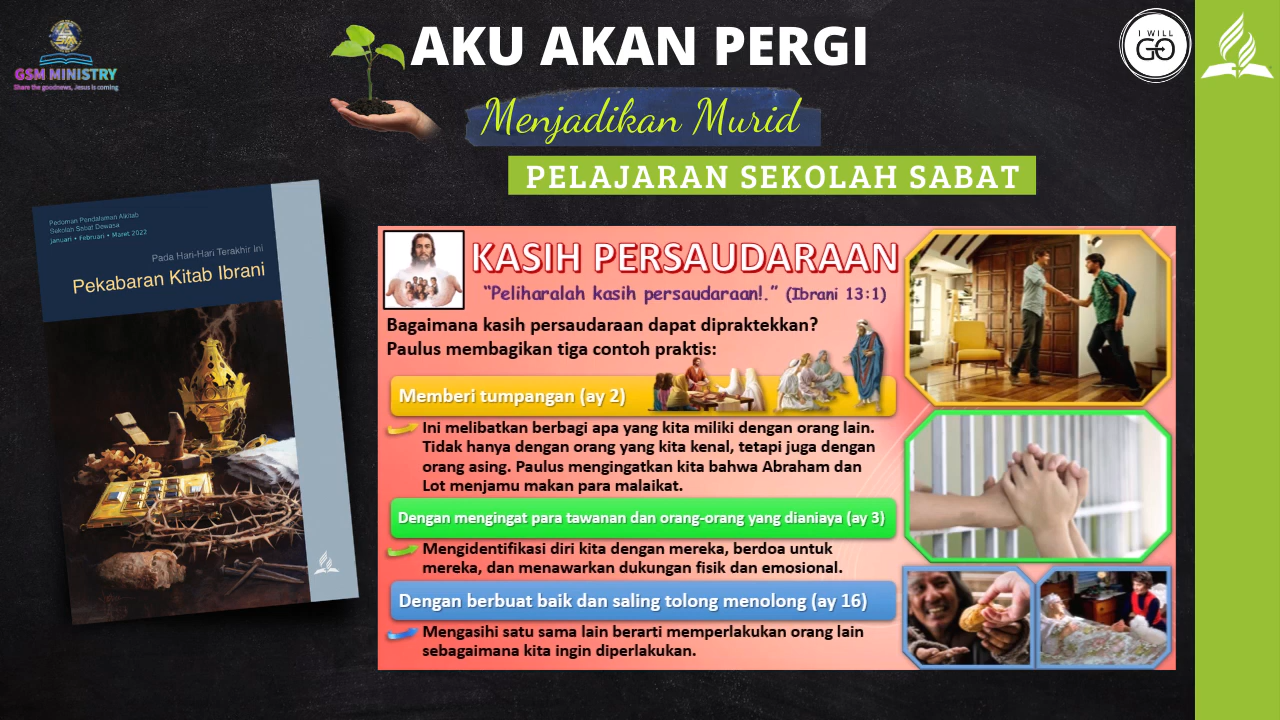 GSM MINISTRY
Share the goodnews, Jesus is coming
AKU AKAN PERGI
Menjadikan Murid
PELAJARAN SEKOLAH SABAT
I WILL
GO
Pedoman Pendalaman Alkitab
Sekolah Sabat Dewasa
Januari • Februari • Maret 2022
Pada Hari-Hari Terakhir Ini
Pekabaran Kitab Ibrani
KASIH PERSAUDARAAN
“Peliharalah kasih persaudaraan!.” (Ibrani 13:1)
Bagaimana kasih persaudaraan dapat dipraktekkan?
Paulus membagikan tiga contoh praktis:
Memberi tumpangan (ay 2)
Ini melibatkan berbagi apa yang kita miliki dengan orang lain.
Tidak hanya dengan orang yang kita kenal, tetapi juga dengan
orang asing. Paulus mengingatkan kita bahwa Abraham dan
Lot menjamu makan para malaikat.
Dengan mengingat para tawanan dan orang-orang yang dianiaya (ay 3)
Mengidentifikasi diri kita dengan mereka, berdoa untuk
mereka, dan menawarkan dukungan fisik dan emosional.
Dengan berbuat baik dan saling tolong menolong (ay 16)
Mengasihi satu sama lain berarti memperlakukan orang lain
sebagaimana kita ingin diperlakukan.